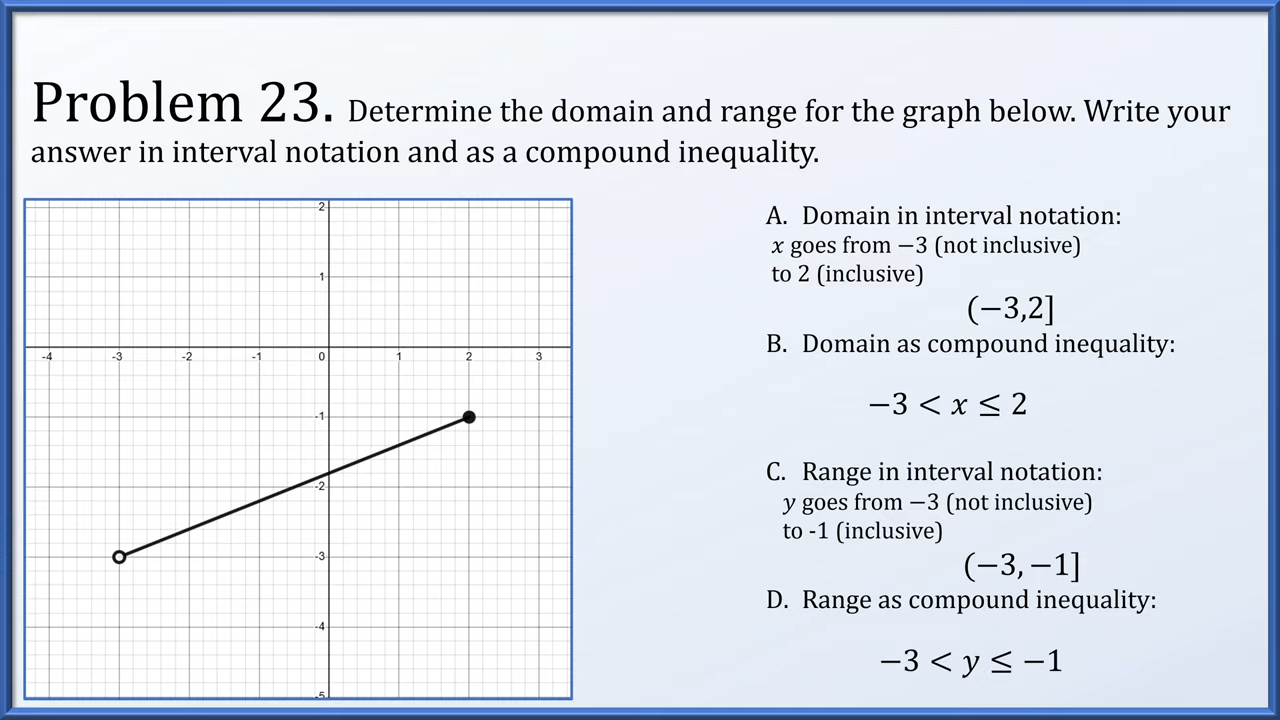 Problem 23. Determine the domain and range for the graph below. Write your
answer in interval notation and as a compound inequality.
2
1
-4 -3 -2 -1 0 1 2 3
-1
-2
-3
-4
-5
A. Domain in interval notation:
x goes from −3 (not inclusive)
to 2 (inclusive)
(−3,2]
B. Domain as compound inequality:
−3 < x ≤ 2
C. Range in interval notation:
y goes from −3 (not inclusive)
to -1 (inclusive)
(−3, −1]
D. Range as compound inequality:
−3 < y ≤ −1